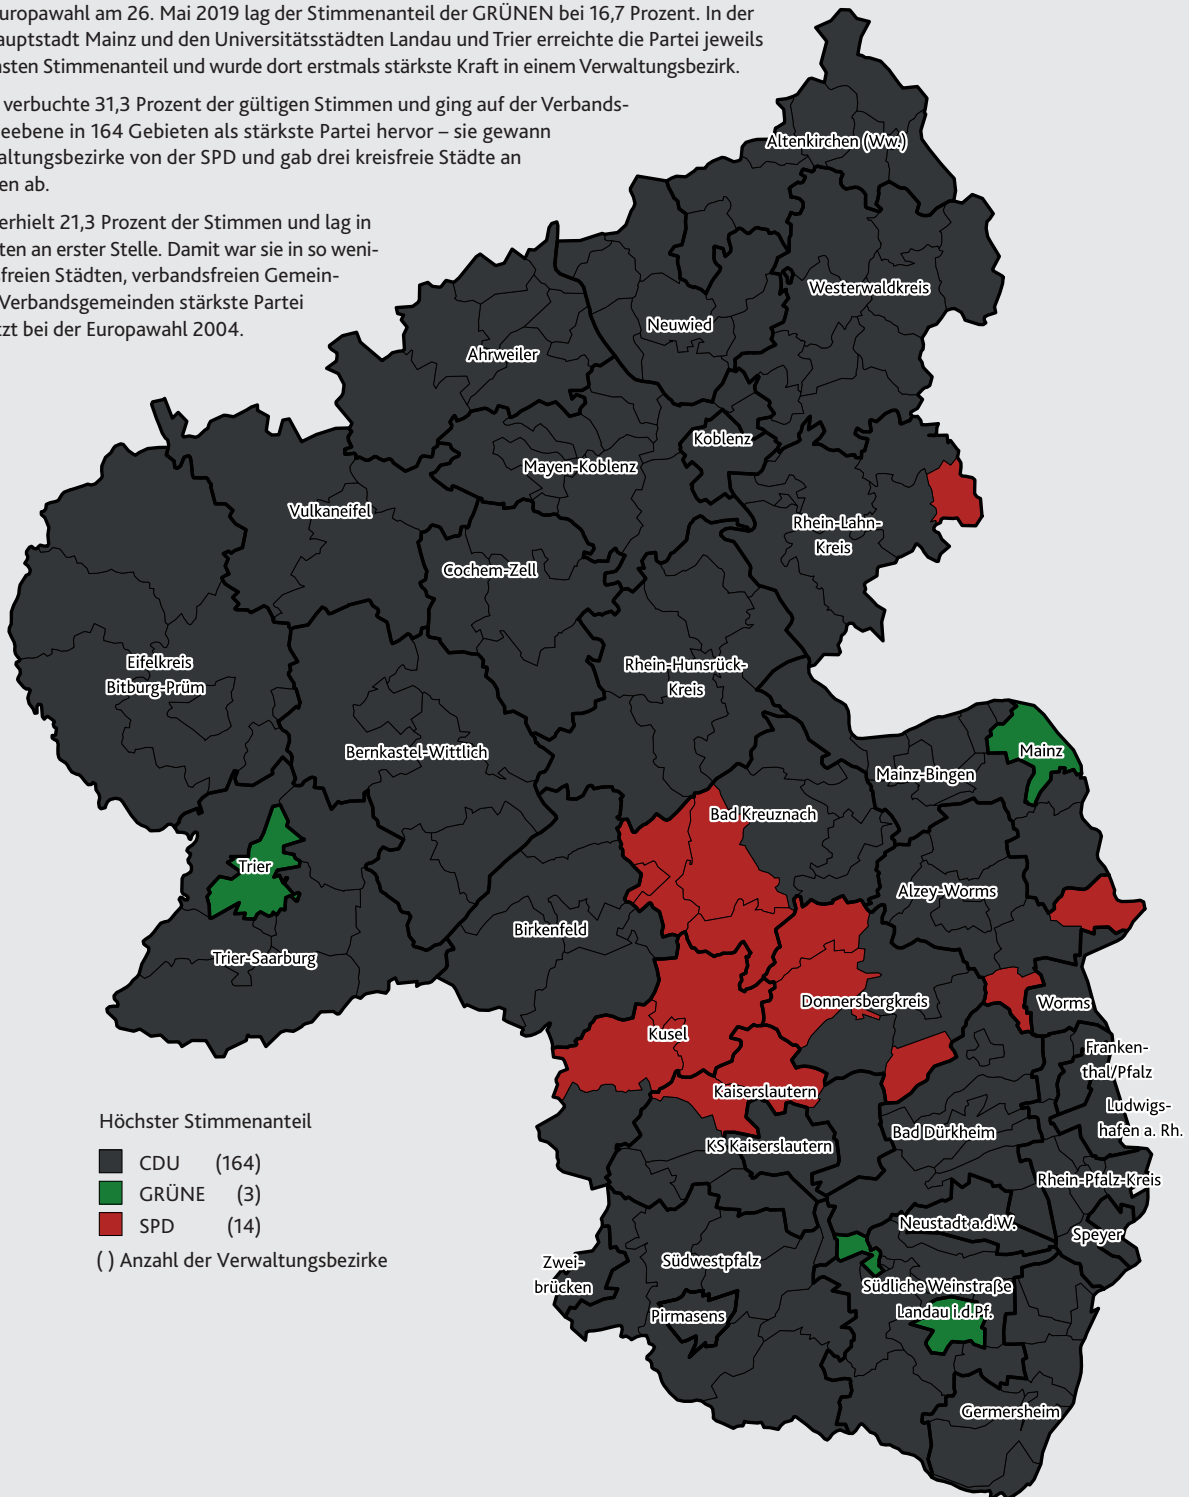 uropawahl am 26. Mai 2019 lag der Stimmenanteil der GRÜNEN bei 16,7 Prozent. In der
auptstadt Mainz und den Universitätsstädten Landau und Trier erreichte die Partei jeweils
sten Stimmenanteil und wurde dort erstmals stärkste Kraft in einem Verwaltungsbezirk.
verbuchte 31,3 Prozent der gültigen Stimmen und ging auf der Verbands-
eebene in 164 Gebieten als stärkste Partei hervor – sie gewann
altungsbezirke von der SPD und gab drei kreisfreie Städte an
en ab.
erhielt 21,3 Prozent der Stimmen und lag in
ten an erster Stelle. Damit war sie in so weni-
sfreien Städten, verbandsfreien Gemein-
Verbandsgemeinden stärkste Partei
zt bei der Europawahl 2004.
Altenkirchen (Ww.)
Westerwaldkreis
Neuwied
Ahrweiler
Koblenz
Mayen-Koblenz
Vulkaneifel
Rhein-Lahn-
Kreis
Cochem-Zell
Eifelkreis
Bitburg-Prüm
Rhein-Hunsrück-
Kreis
Bernkastel-Wittlich
Mainz
Mainz-Bingen
Bad Kreuznach
Trier
Alzey-Worms
Birkenfeld
Trier-Saarburg
Donnersbergkreis
Worms
Kusel
Franken-
thal/Pfalz
Kaiserslautern
Ludwigs-
hafen a. Rh.
Bad Dürkheim
KS Kaiserslautern
Rhein-Pfalz-Kreis
Neustadt a.d.W.
Speyer
Zwei-
brücken
Südwestpfalz
Südliche Weinstraße
Landau i.d.Pf.
Pirmasens
Germersheim
Höchster Stimmenanteil
CDU (164)
GRÜNE (3)
SPD (14)
( ) Anzahl der Verwaltungsbezirke